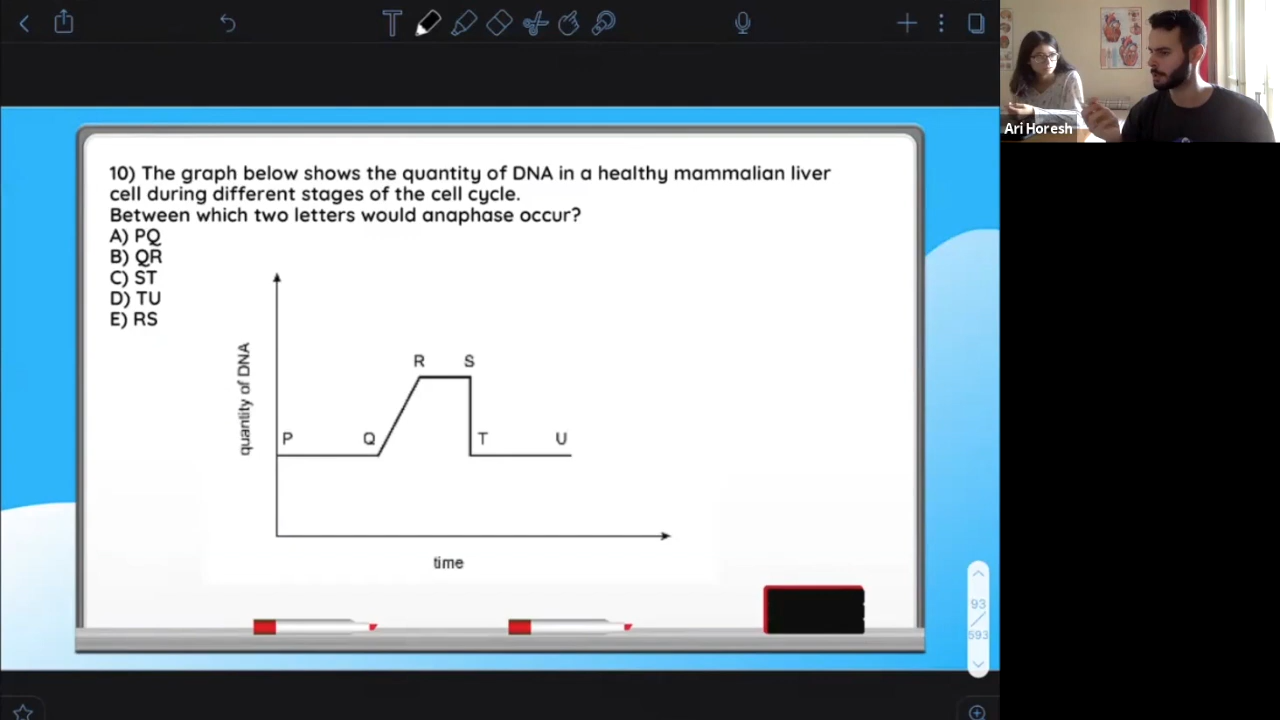 Ari Horesh
10) The graph below shows the quantity of DNA in a healthy mammalian liver
cell during different stages of the cell cycle.
Between which two letters would anaphase occur?
A) PQ
B) QR
C) ST
D) TU
E) RS
quantity of DNA
R S
P Q T U
time
93
/
593